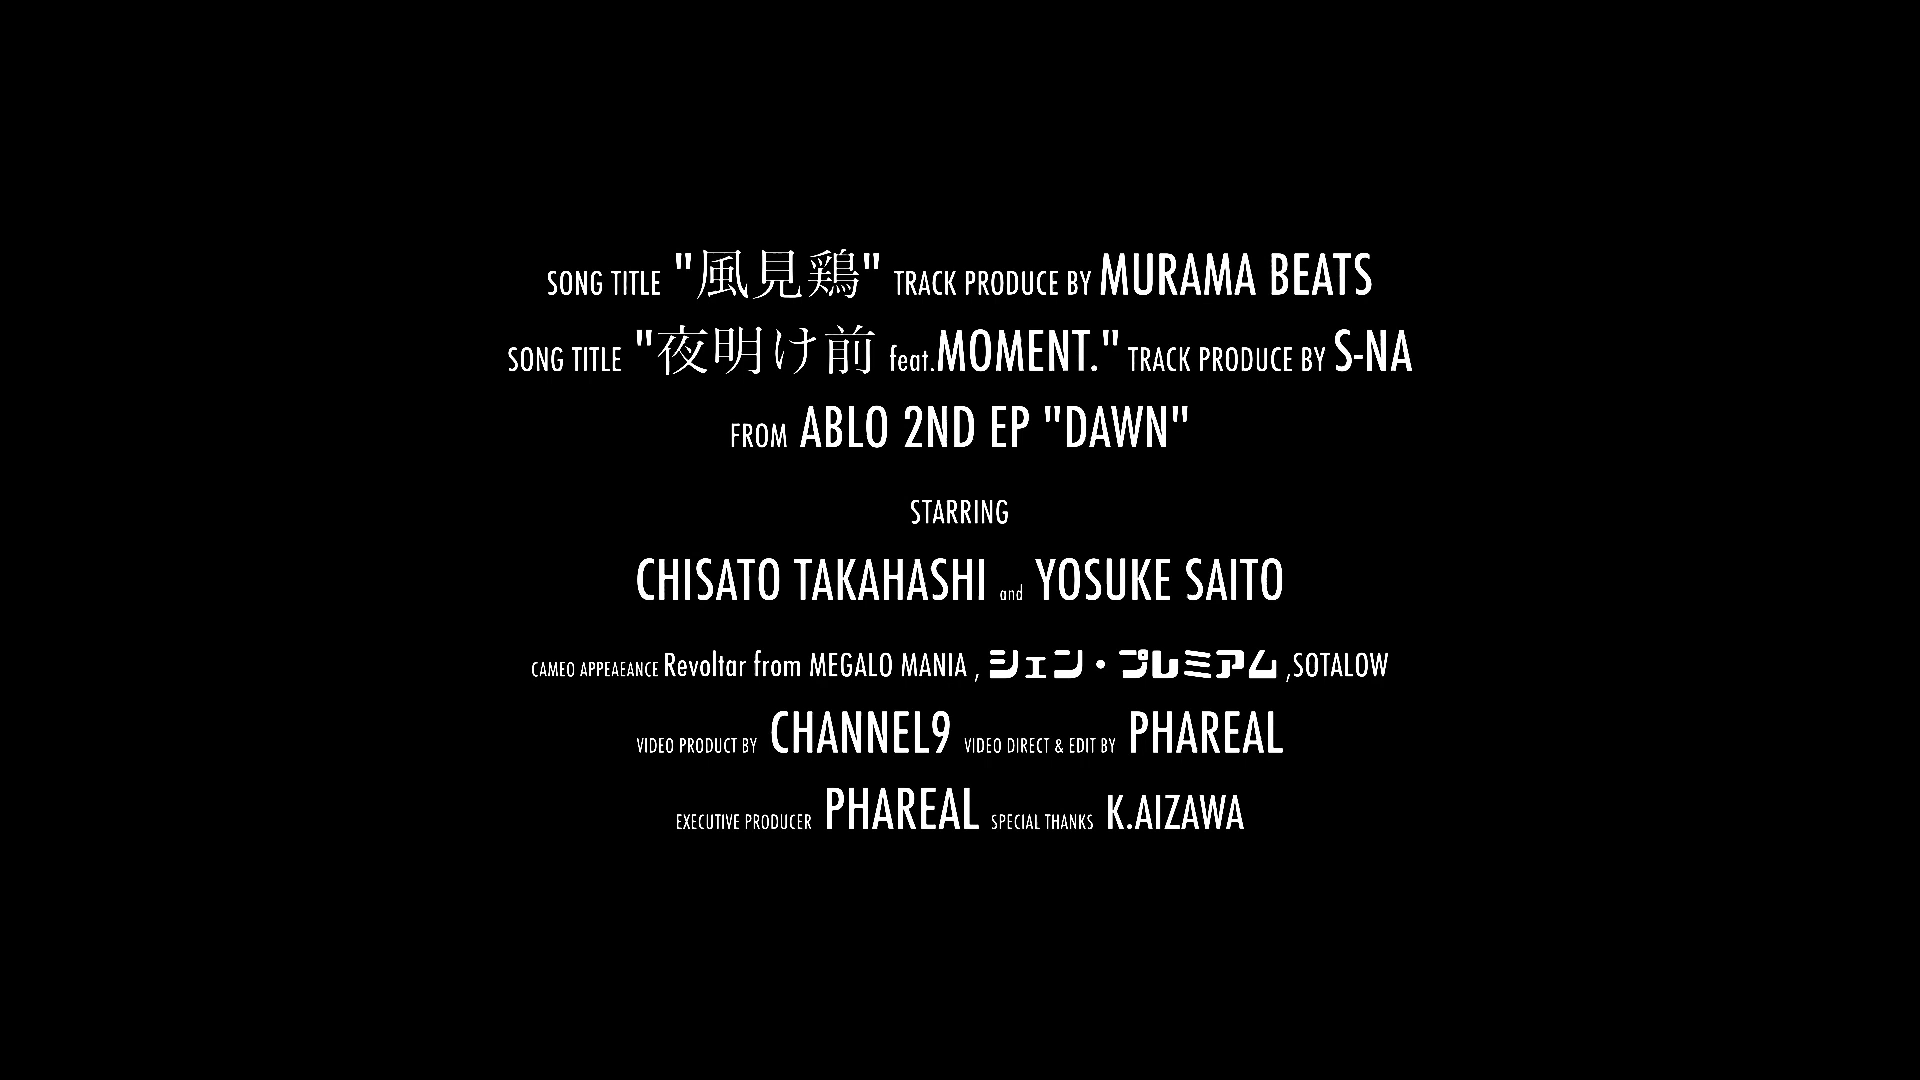 SONG TITLE "風見鶏" TRACK PRODUCE BY MURAMA BEATS
SONG TITLE "夜明け前 feat.MOMENT." TRACK PRODUCE BY S-NA
FROM ABLO 2ND EP "DAWN"
STARRING
CHISATO TAKAHASHI and YOSUKE SAITO
CAMEO APPEAEANCE Revoltar from MEGALO MANIA , シェン・プレミアム ,SOTALOW
VIDEO PRODUCT BY CHANNEL9 VIDEO DIRECT & EDIT BY PHAREAL
EXECUTIVE PRODUCER PHAREAL SPECIAL THANKS K.AIZAWA